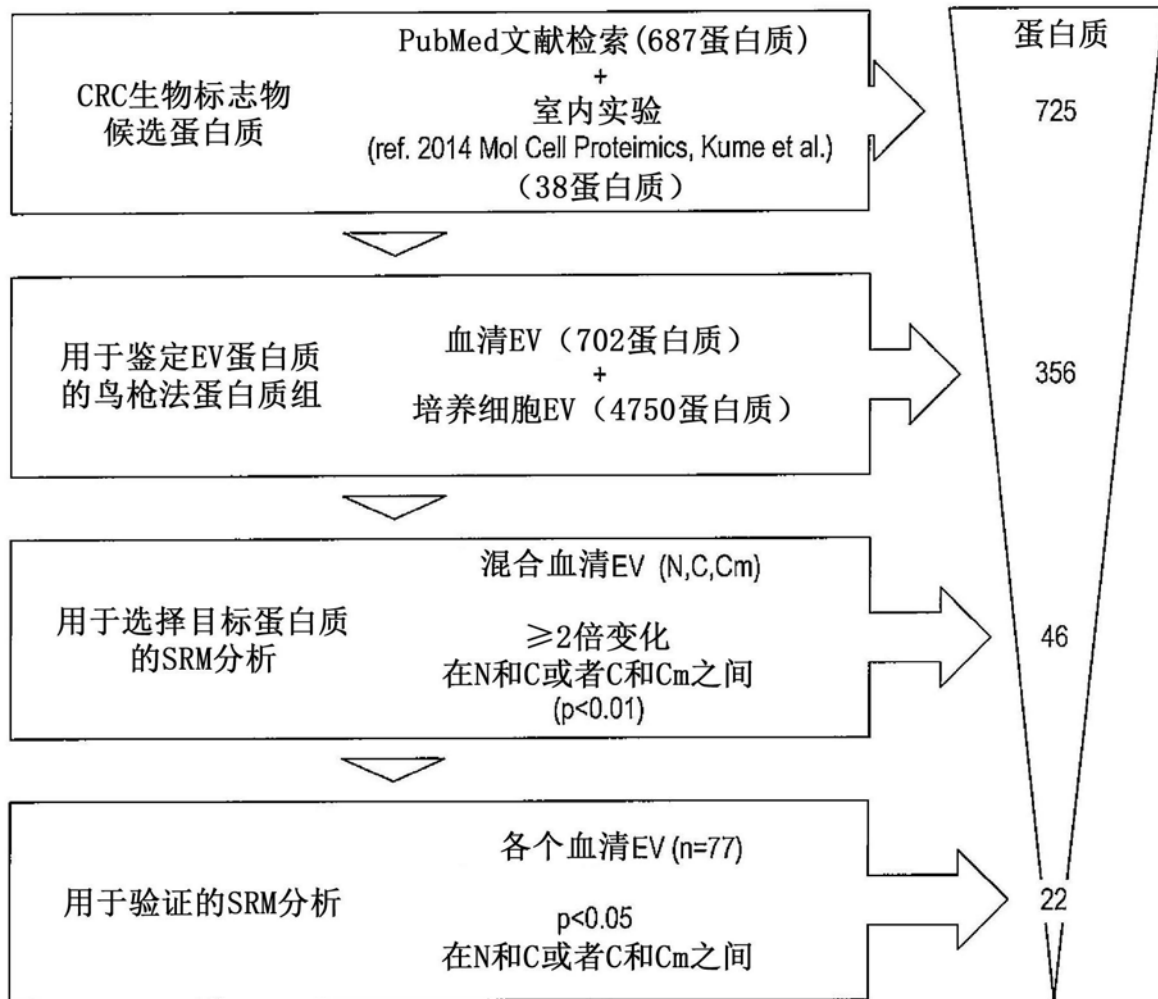 CRC生物标志物
候选蛋白质
PubMed文献检索(687蛋白质)
+
室内实验
(ref. 2014 Mol Cell Proteimics, Kume et al.)
(38蛋白质)
蛋白质
725
用于鉴定EV蛋白质
的鸟枪法蛋白质组
血清EV（702蛋白质）
+
培养细胞EV（4750蛋白质）
356
用于选择目标蛋白质
的SRM分析
混合血清EV (N,C,Cm)
≥2倍变化
在N和C或者C和Cm之间
(p<0.01)
46
用于验证的SRM分析
各个血清EV (n=77)
p<0.05
在N和C或者C和Cm之间
22